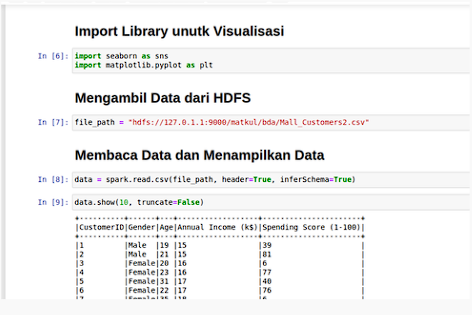 Import Library unutk Visualisasi
In [6]: import seaborn as sns
import matplotlib.pyplot as plt
Mengambil Data dari HDFS
In [7]: file_path = "hdfs://127.0.1.1:9000/matkul/bda/Mall_Customers2.csv"
Membaca Data dan Menampilkan Data
In [8]: data = spark.read.csv(file_path, header=True, inferSchema=True)
In [9]: data.show(10, truncate=False)
+----------+------+---+------------------+----------------------+
|CustomerID|Gender|Age|Annual Income (k$)|Spending Score (1-100)|
+----------+------+---+------------------+----------------------+
|1 |Male |19 |15 |39 |
|2 |Male |21 |15 |81 |
|3 |Female|20 |16 |6 |
|4 |Female|23 |16 |77 |
|5 |Female|31 |17 |40 |
|6 |Female|22 |17 |76 |
|7 |Female|35 |18 |6 |